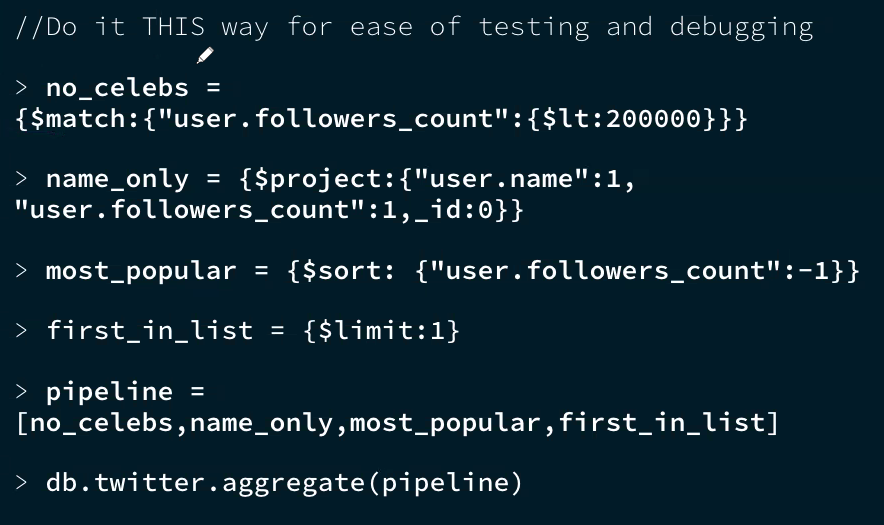 //Do it THIS way for ease of testing and debugging
> no_celebs =
{$match:{"user.followers_count":{$lt:200000}}}
> name_only = {$project:{"user.name":1,
"user.followers_count":1,_id:0}}
> most_popular = {$sort: {"user.followers_count":-1}}
> first_in_list = {$limit:1}
> pipeline =
[no_celebs,name_only,most_popular,first_in_list]
> db.twitter.aggregate(pipeline)